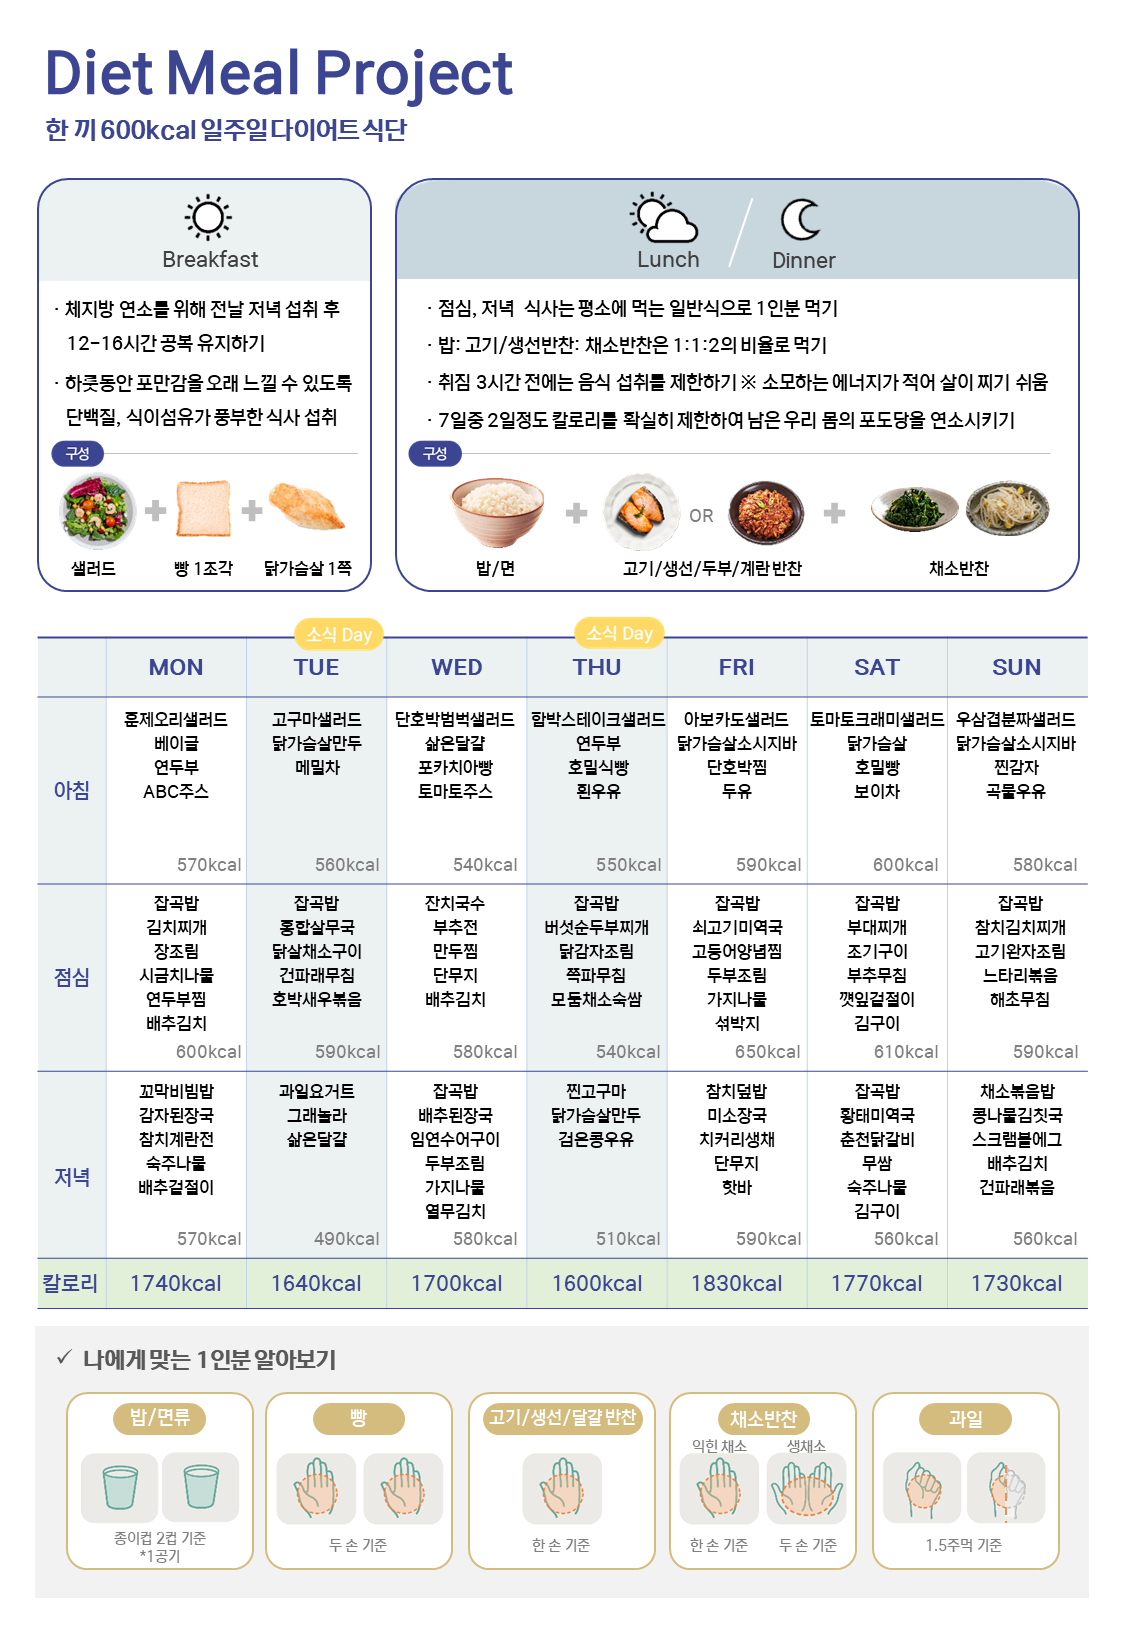 Diet Meal Project
한 끼 600kcal 일주일 다이어트 식단
Breakfast
· 체지방 연소를 위해 전날 저녁 섭취 후
12-16시간 공복 유지하기
· 하룻동안 포만감을 오래 느낄 수 있도록
단백질, 식이섬유가 풍부한 식사 섭취
구성
샐러드
빵 1조각
닭가슴살 1쪽
Lunch
Dinner
· 점심, 저녁 식사는 평소에 먹는 일반식으로 1인분 먹기
· 밥: 고기/생선반찬: 채소반찬은 1:1:2의 비율로 먹기
· 취짐 3시간 전에는 음식 섭취를 제한하기 ※ 소모하는 에너지가 적어 살이 찌기 쉬움
· 7일중 2일정도 칼로리를 확실히 제한하여 남은 우리 몸의 포도당을 연소시키기
구성
OR
밥/면
고기/생선/두부/계란 반찬
채소반찬
소식 Day
소식 Day
MON TUE WED THU FRI SAT SUN
아침
훈제오리샐러드
베이글
연두부
ABC주스
570kcal
고구마샐러드
닭가슴살만두
메밀차
560kcal
단호박범벅샐러드
삶은달걀
포카치아빵
토마토주스
540kcal
함박스테이크샐러드
연두부
호밀식빵
흰우유
550kcal
아보카도샐러드
닭가슴살소시지바
단호박찜
두유
590kcal
토마토크래미샐러드
닭가슴살
호밀빵
보이차
600kcal
우삼겹분짜샐러드
닭가슴살소시지바
찐감자
곡물우유
580kcal
점심
잡곡밥
김치찌개
장조림
시금치나물
연두부찜
배추김치
600kcal
잡곡밥
홍합살무국
닭살채소구이
건파래무침
호박새우볶음
590kcal
잔치국수
부추전
만두찜
단무지
배추김치
580kcal
잡곡밥
버섯순두부찌개
닭감자조림
쪽파무침
모둠채소숙쌈
540kcal
잡곡밥
쇠고기미역국
고등어양념찜
두부조림
가지나물
섞박지
650kcal
잡곡밥
부대찌개
조기구이
부추무침
깻잎겉절이
김구이
610kcal
잡곡밥
참치김치찌개
고기완자조림
느타리볶음
해초무침
590kcal
저녁
꼬막비빔밥
감자된장국
참치계란전
숙주나물
배추겉절이
570kcal
과일요거트
그래놀라
삶은달걀
490kcal
잡곡밥
배추된장국
임연수어구이
두부조림
가지나물
열무김치
580kcal
찐고구마
닭가슴살만두
검은콩우유
510kcal
참치덮밥
미소장국
치커리생채
단무지
핫바
590kcal
잡곡밥
황태미역국
춘천닭갈비
무쌈
숙주나물
김구이
560kcal
채소볶음밥
콩나물김칫국
스크램블에그
배추김치
건파래볶음
560kcal
칼로리 1740kcal 1640kcal 1700kcal 1600kcal 1830kcal 1770kcal 1730kcal
✓ 나에게 맞는 1인분 알아보기
밥/면류
종이컵 2컵 기준
*1공기
빵
두 손 기준
고기/생선/달걀 반찬
한 손 기준
채소반찬
익힌 채소
생채소
한 손 기준
두 손 기준
과일
1.5주먹 기준